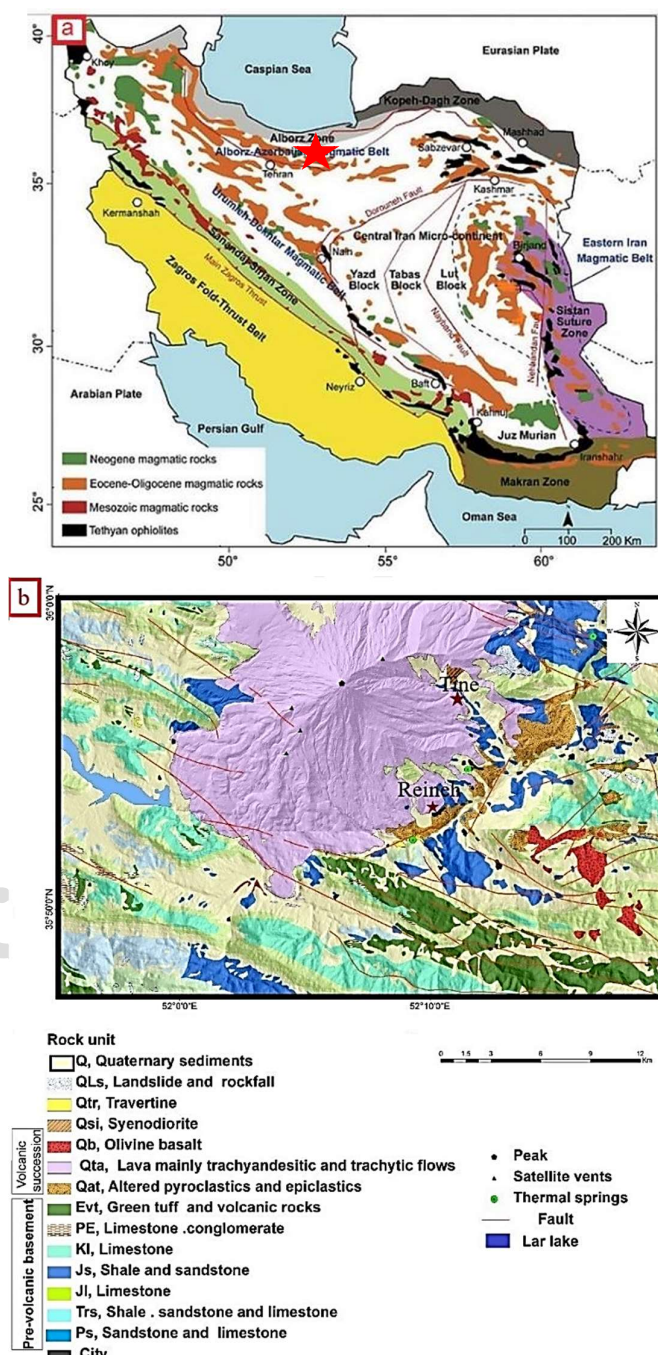 a
40°
35°
30°
25°
50°
55°
60°
Khoy
Caspian Sea
Eurasian Plate
Kopeh-Dagh Zone
Alborz Zone
Mashhad
Alborz-Azerbaijan Magmatic Belt
Sabzevar
Tehran
Kashmar
Kermanshah
Urumieh-Dokhtar Magmatic Belt
Dorouneh Fault
Sanandaj-Sirjan Zone
Central Iran Micro-continent
Nain
Birjand
Eastern Iran
Magmatic Belt
Main Zagros Thrust
Yazd
Block
Tabas
Block
Lut
Block
Zagros Fold-Thrust Belt
Nayband Fault
Sistan
Suture
Zone
Nehbandan Fault
Neyriz
Baft
Arabian Plate
Persian Gulf
Kahnuj
Juz Murian
Iranshahr
Makran Zone
Oman Sea
Neogene magmatic rocks
Eocene-Oligocene magmatic rocks
Mesozoic magmatic rocks
Tethyan ophiolites
N
0 100 200 Km
b
36°0'0"N
N
W E
S
Tine
Reineh
35°50'0"N
52°0'0"E
52°10'0"E
Rock unit
Q, Quaternary sediments
QLs, Landslide and rockfall
Qtr, Travertine
Qsi, Syenodiorite
Qb, Olivine basalt
Qta, Lava mainly trachyandesitic and trachytic flows
Qat, Altered pyroclastics and epiclastics
Evt, Green tuff and volcanic rocks
PE, Limestone .conglomerate
Kl, Limestone
Js, Shale and sandstone
Jl, Limestone
Trs, Shale . sandstone and limestone
Ps, Sandstone and limestone
City
Volcanic
succession
Pre-volcanic basement
0 1.5 3 6 9 12
Km
Peak
Satellite vents
Thermal springs
Fault
Lar lake